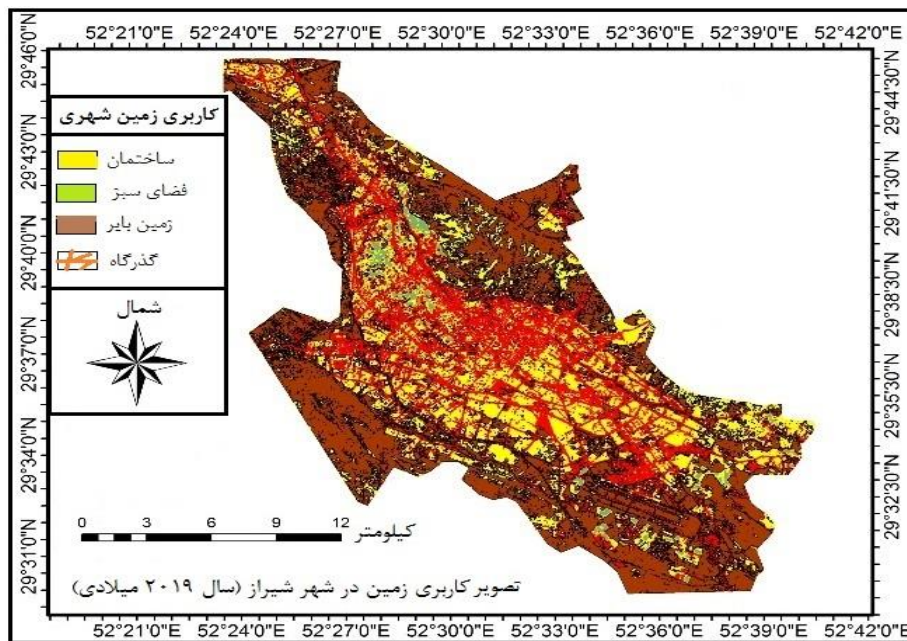 52°21'0"E 52°24'0"E 52°27'0"E 52°30'0"E 52°33'0"E 52°36'0"E 52°39'0"E 52°42'0"E
29°46'0"N
29°43'0"N
29°40'0"N
29°37'0"N
29°34'0"N
29°31'0"N
29°44'30"N
29°41'30"N
29°38'30"N
29°35'30"N
29°32'30"N
کاربری زمین شهری
ساختمان
فضای سبز
زمین بایر
گذرگاه
شمال
0 3 6 9 12 کیلومتر
تصویر کاربری زمین در شهر شیراز (سال ۲۰۱۹ میلادی)
52°21'0"E 52°24'0"E 52°27'0"E 52°30'0"E 52°33'0"E 52°36'0"E 52°39'0"E